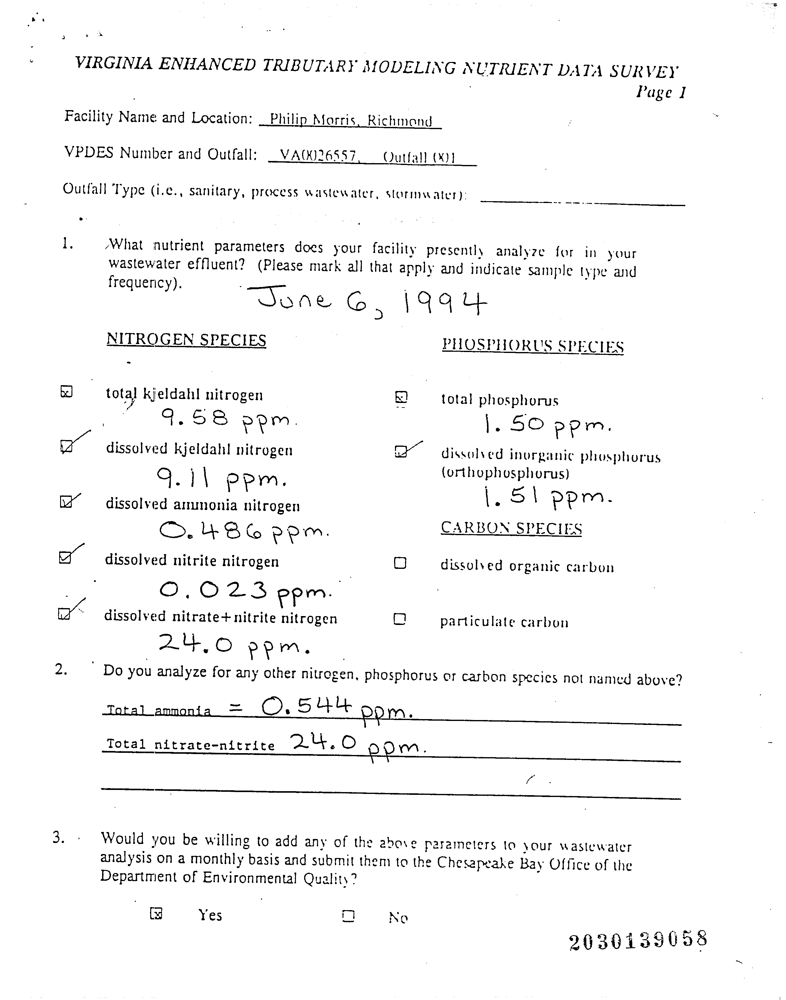 VIRGINIA ENHANCED TRIBUTARY MODELING NUTRIENT DATA SURVEY
Page 1
Facility Name and Location: Philip Morris, Richmond
VPDES Number and Outfall: VA(X)26557, Outfall (X)1
Outfall Type (i.e., sanitary, process wastewater, stormwater):
1. What nutrient parameters does your facility presently analyze for in your
wastewater effluent? (Please mark all that apply and indicate sample type and
frequency).
June 6, 1994
NITROGEN SPECIES
PHOSPHORUS SPECIES
total kjeldahl nitrogen
total phosphorus
9.58 ppm.
1.50 ppm.
dissolved kjeldahl nitrogen
dissolved inorganic phosphorus
(orthophosphorus)
9.11 ppm.
1.51 ppm.
dissolved ammonia nitrogen
0.486 ppm.
CARBON SPECIES
dissolved nitrite nitrogen
dissolved organic carbon
0.023 ppm.
dissolved nitrate+nitrite nitrogen
particulate carbon
24.0 ppm.
2. Do you analyze for any other nitrogen, phosphorus or carbon species not named above?
Total ammonia = 0.544 ppm.
Total nitrate-nitrite 24.0 ppm.
3. Would you be willing to add any of the above parameters to your wastewater
analysis on a monthly basis and submit them to the Chesapeake Bay Office of the
Department of Environmental Quality?
Yes No
2030139058